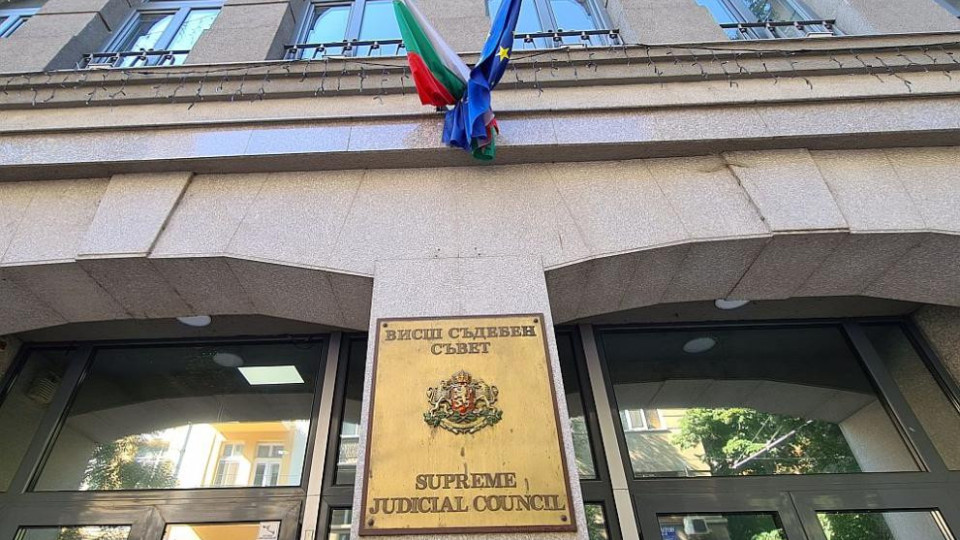 ВИСШ СЪДЕБЕН
СЪВЕТ
SUPREME
JUDICIAL COUNCIL